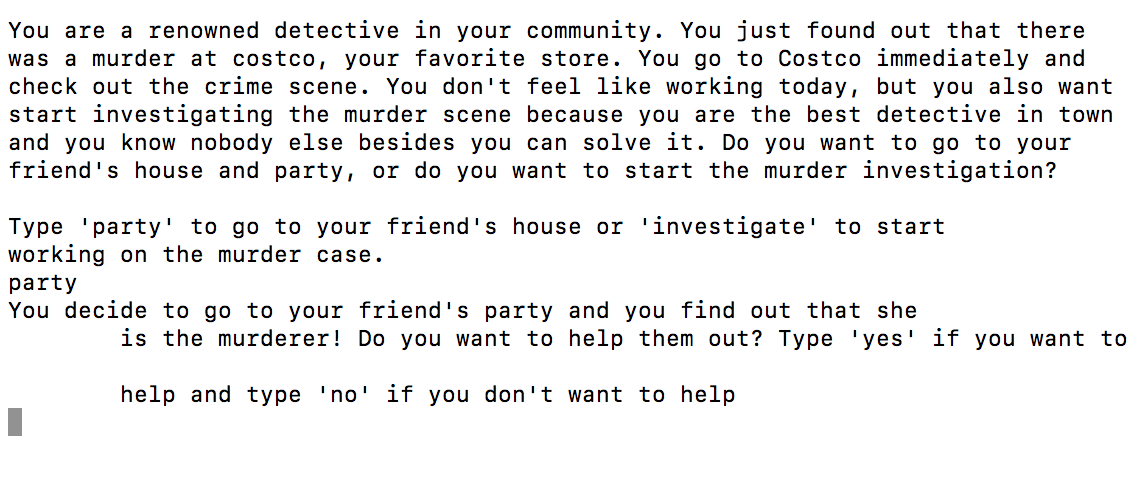 You are a renowned detective in your community. You just found out that there
was a murder at costco, your favorite store. You go to Costco immediately and
check out the crime scene. You don't feel like working today, but you also want
start investigating the murder scene because you are the best detective in town
and you know nobody else besides you can solve it. Do you want to go to your
friend's house and party, or do you want to start the murder investigation?
Type 'party' to go to your friend's house or 'investigate' to start
working on the murder case.
party
You decide to go to your friend's party and you find out that she
is the murderer! Do you want to help them out? Type 'yes' if you want to
help and type 'no' if you don't want to help